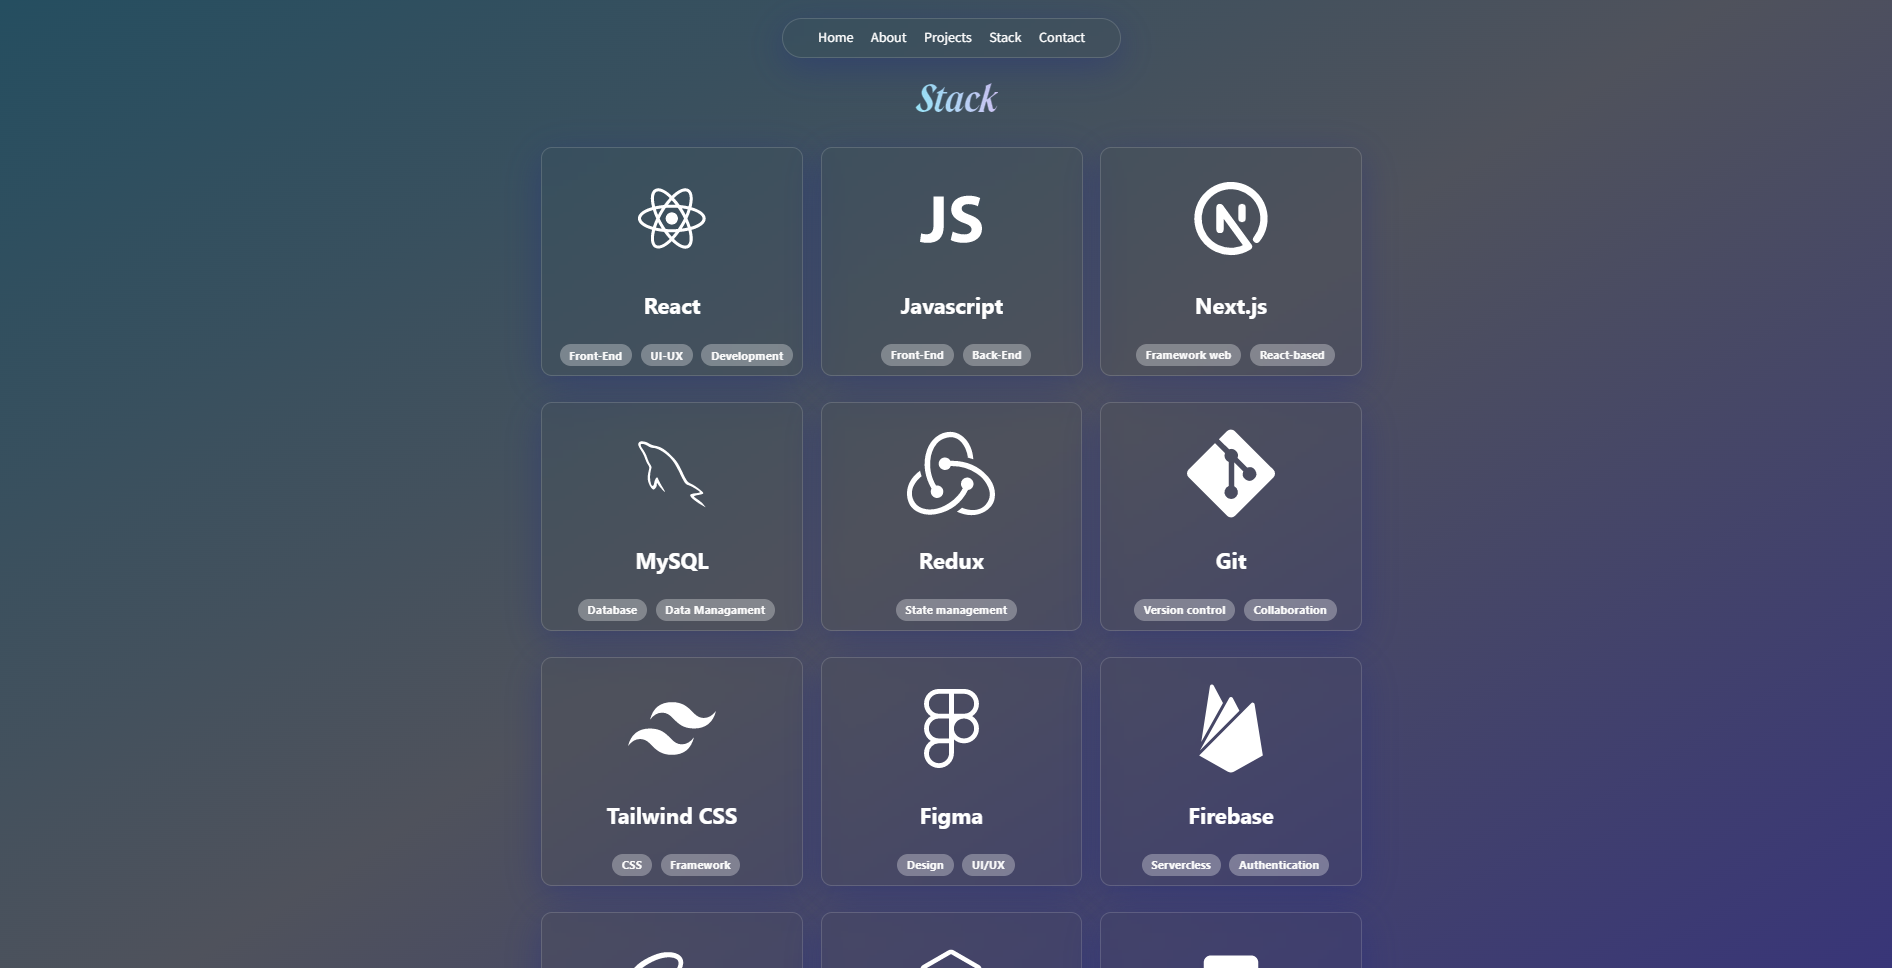 Home About Projects Stack Contact
Stack
JS
React
Javascript
Next.js
Front-End UI-UX Development
Front-End Back-End
Framework web React-based
MySQL
Redux
Git
Database Data Managament
State management
Version control Collaboration
Tailwind CSS
Figma
Firebase
CSS Framework
Design UI/UX
Servercless Authentication